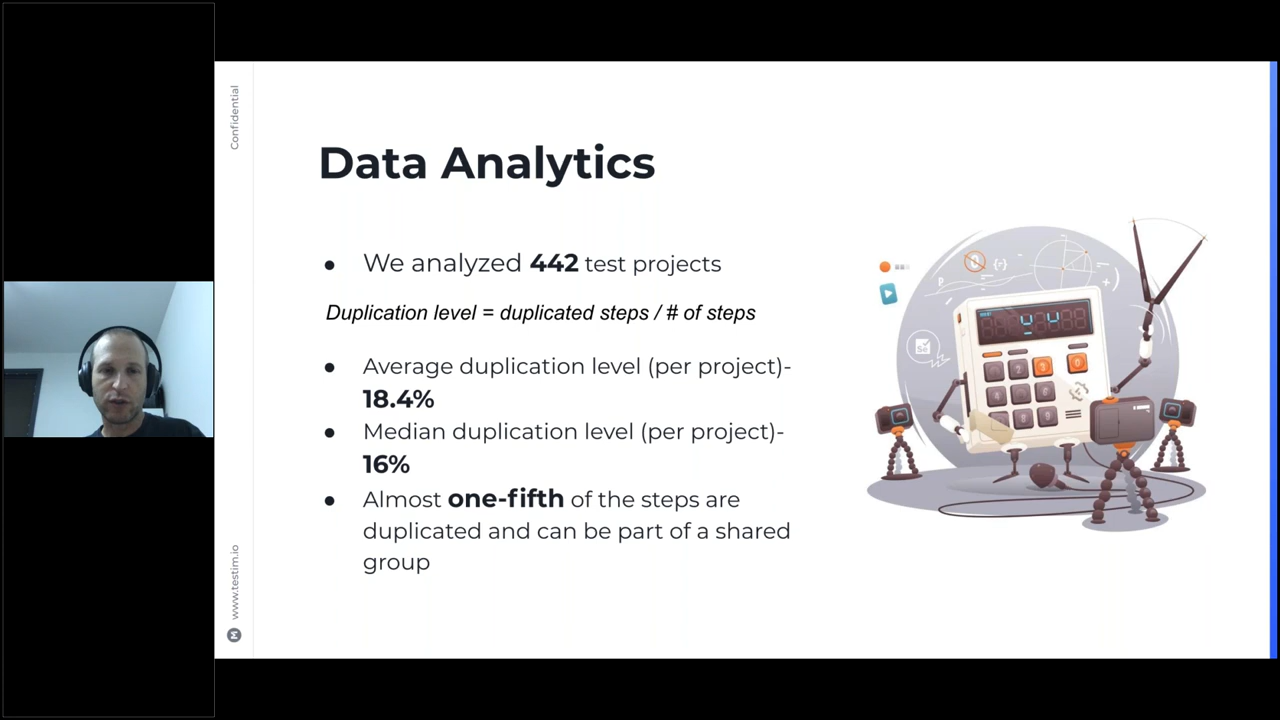 Confidential
Data Analytics
● We analyzed 442 test projects
Duplication level = duplicated steps / # of steps
● Average duplication level (per project)-
18.4%
● Median duplication level (per project)-
16%
● Almost one-fifth of the steps are
duplicated and can be part of a shared
group
www.testim.io